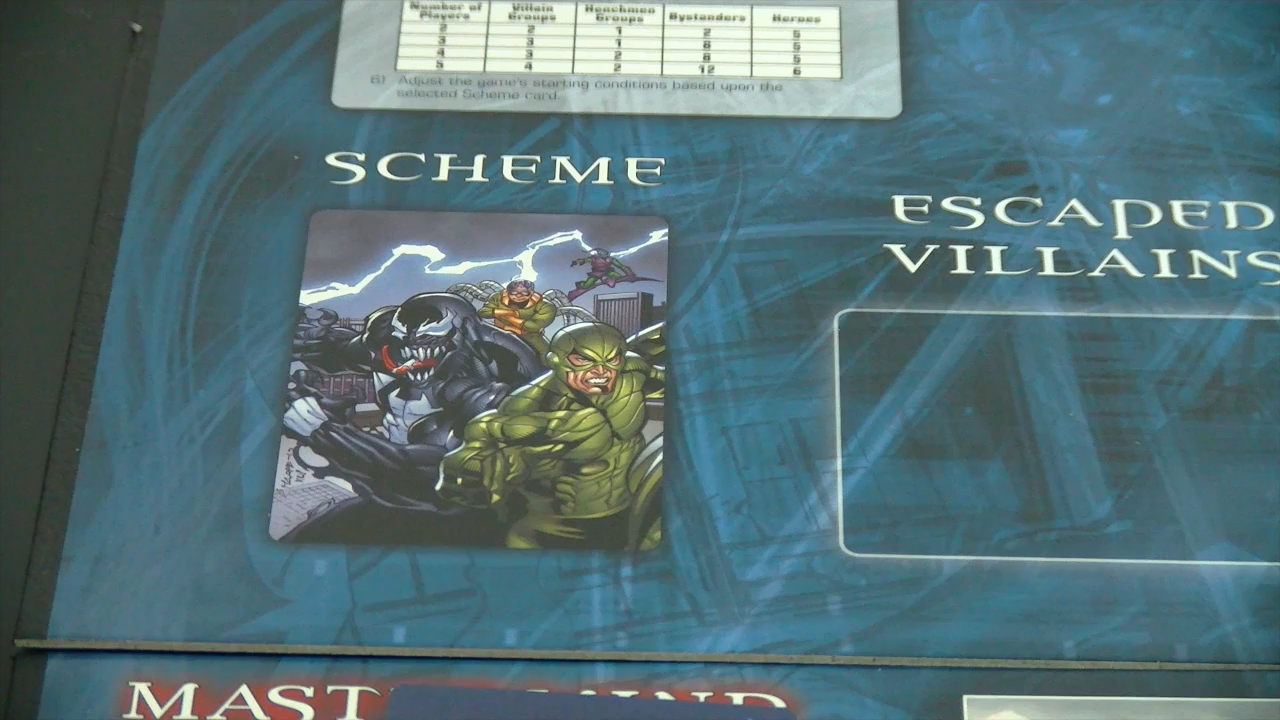 Number of Players Villain Groups Henchmen Groups Bystanders Heroes
2 2 1 2 5
3 3 1 8 5
4 3 2 8 5
5 4 2 12 6
6) Adjust the game's starting conditions based upon the
selected Scheme card.
SCHEME
ESCAPED
VILLAINS